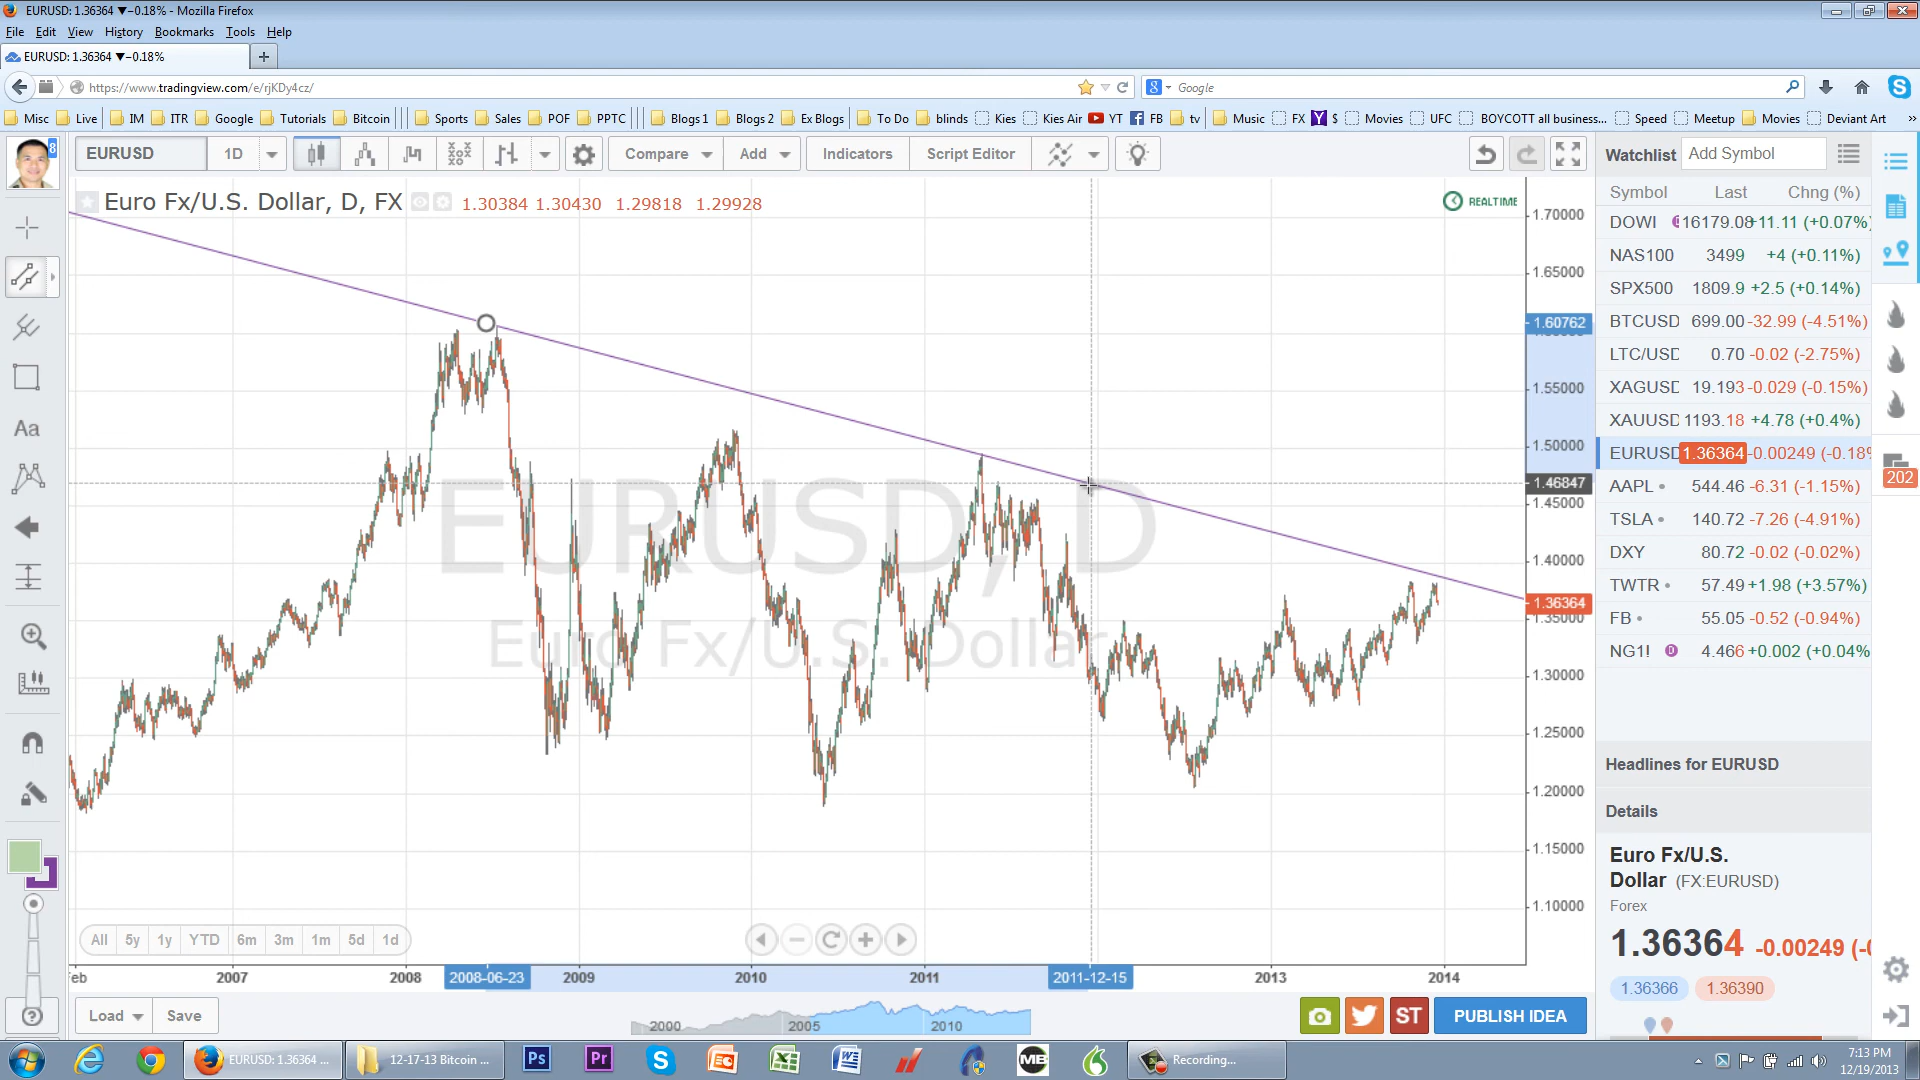 EURUSD: 1.36364 ▼−0.18% - Mozilla Firefox
File Edit View History Bookmarks Tools Help
EURUSD: 1.36364 ▼−0.18%
https://www.tradingview.com/e/rjKDy4cz/
Google
Misc Live IM ITR Google Tutorials Bitcoin Sports Sales POF PPTC Blogs 1 Blogs 2 Ex Blogs To Do blinds Kies Kies Air YT FB tv Music FX $ Movies UFC BOYCOTT all business... Speed Meetup Movies Deviant Art »
8
EURUSD 1D Compare Add Indicators Script Editor
Watchlist Add Symbol
Euro Fx/U.S. Dollar, D, FX 1.30384 1.30430 1.29818 1.29928
REALTIME
Symbol Last Chng (%)
DOWI 16179.08 +11.11 (+0.07%)
NAS100 3499 +4 (+0.11%)
SPX500 1809.9 +2.5 (+0.14%)
BTCUSD 699.00 -32.99 (-4.51%)
LTC/USD 0.70 -0.02 (-2.75%)
XAGUSD 19.193 -0.029 (-0.15%)
XAUUSD 1193.18 +4.78 (+0.4%)
EURUSD 1.36364 -0.00249 (-0.18%
AAPL 544.46 -6.31 (-1.15%)
TSLA 140.72 -7.26 (-4.91%)
DXY 80.72 -0.02 (-0.02%)
TWTR 57.49 +1.98 (+3.57%)
FB 55.05 -0.52 (-0.94%)
NG1! D 4.466 +0.002 (+0.04%
202
Aa
1.70000
1.65000
1.60762
1.55000
1.50000
1.46847
1.45000
1.40000
1.36364
1.35000
1.30000
1.25000
1.20000
1.15000
1.10000
EURUSD, D
Euro Fx/U.S. Dollar
Headlines for EURUSD
Details
Euro Fx/U.S.
Dollar (FX:EURUSD)
Forex
1.36364 -0.00249 (-0
1.36366 1.36390
All 5y 1y YTD 6m 3m 1m 5d 1d
eb 2007 2008 2008-06-23 2009 2010 2011 2011-12-15 2013 2014
Load Save
2000 2005 2010
ST PUBLISH IDEA
EURUSD: 1.36364 ...
12-17-13 Bitcoin ...
Ps Pr
MB
Recording...
7:13 PM
12/19/2013